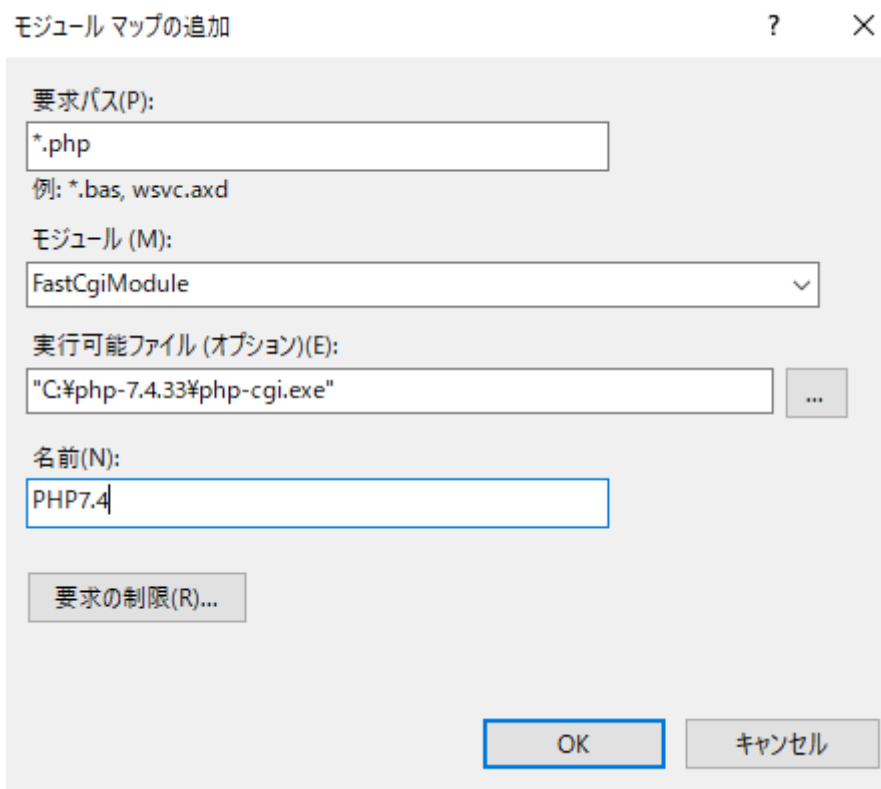 モジュール マップの追加
?
×
要求パス(P):
*.php
例: *.bas, wsvc.axd
モジュール (M):
FastCgiModule
実行可能ファイル (オプション)(E):
"C:¥php-7.4.33¥php-cgi.exe"
...
名前(N):
PHP7.4
要求の制限(R)...
OK
キャンセル